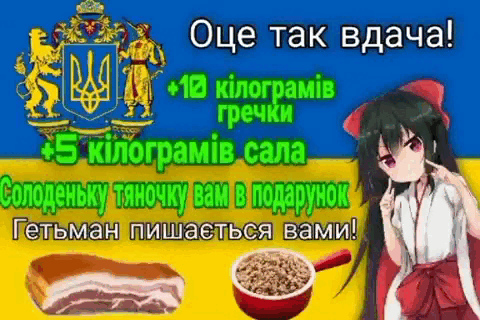 Оце так вдача!
+10 кілограмів
гречки
+5 кілограмів сала
Солоденьку тяночку вам в подарунок
Гетьман пишається вами!